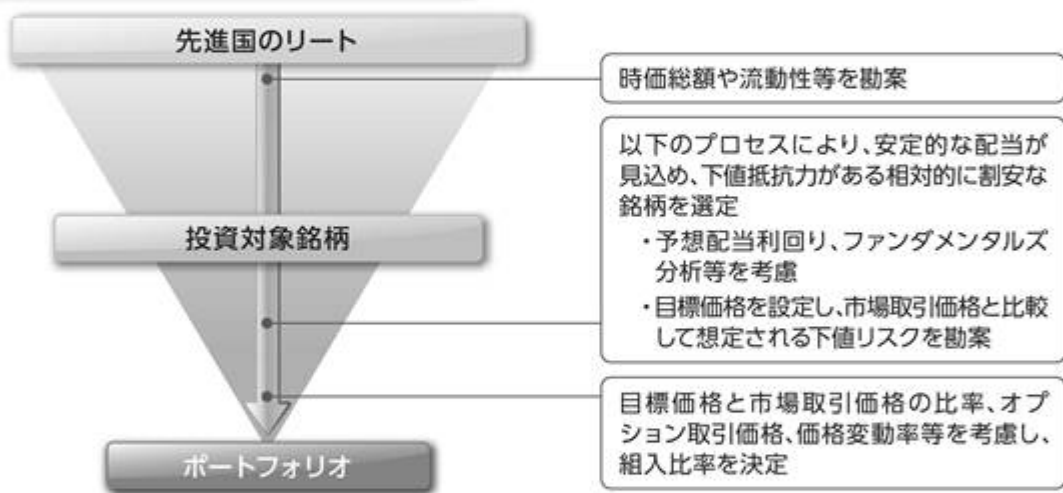 先進国のリート
時価総額や流動性等を勘案
以下のプロセスにより、安定的な配当が
見込め、下値抵抗力がある相対的に割安な
銘柄を選定
・予想配当利回り、ファンダメンタルズ
分析等を考慮
・目標価格を設定し、市場取引価格と比較
して想定される下値リスクを勘案
投資対象銘柄
目標価格と市場取引価格の比率、オプ
ション取引価格、価格変動率等を考慮し、
組入比率を決定
ポートフォリオ